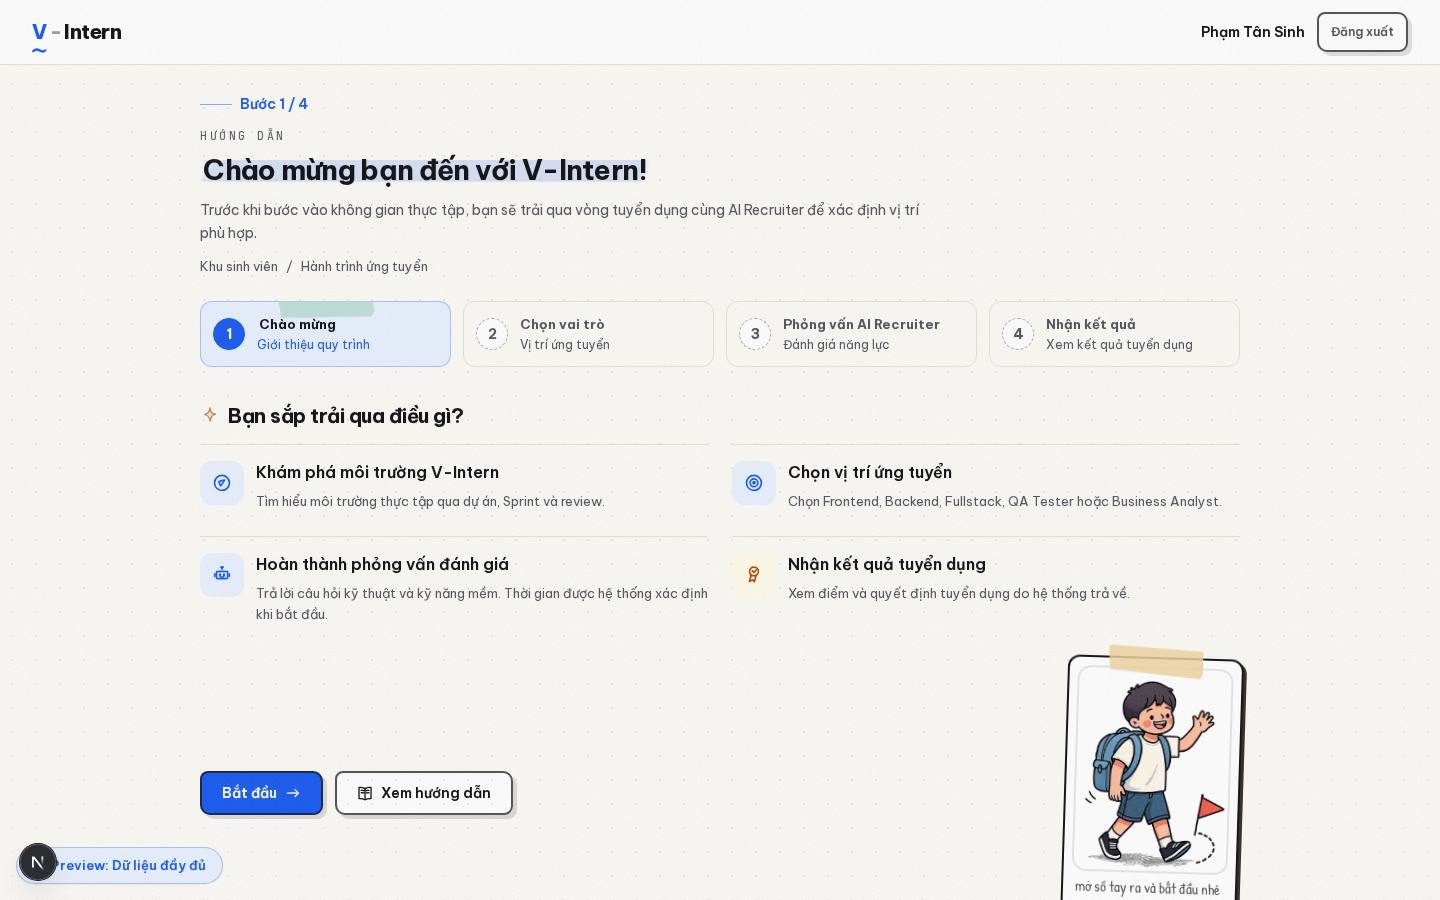 V-Intern
Phạm Tân Sinh
Đăng xuất
Bước 1 / 4
HƯỚNG DẪN
Chào mừng bạn đến với V-Intern!
Trước khi bước vào không gian thực tập, bạn sẽ trải qua vòng tuyển dụng cùng AI Recruiter để xác định vị trí
phù hợp.
Khu sinh viên / Hành trình ứng tuyển
1
Chào mừng
Giới thiệu quy trình
2
Chọn vai trò
Vị trí ứng tuyển
3
Phỏng vấn AI Recruiter
Đánh giá năng lực
4
Nhận kết quả
Xem kết quả tuyển dụng
Bạn sắp trải qua điều gì?
Khám phá môi trường V-Intern
Tìm hiểu môi trường thực tập qua dự án, Sprint và review.
Chọn vị trí ứng tuyển
Chọn Frontend, Backend, Fullstack, QA Tester hoặc Business Analyst.
Hoàn thành phỏng vấn đánh giá
Trả lời câu hỏi kỹ thuật và kỹ năng mềm. Thời gian được hệ thống xác định
khi bắt đầu.
Nhận kết quả tuyển dụng
Xem điểm và quyết định tuyển dụng do hệ thống trả về.
Bắt đầu →
Xem hướng dẫn
mở sổ tay ra và bắt đầu nhé
N
review: Dữ liệu đầy đủ